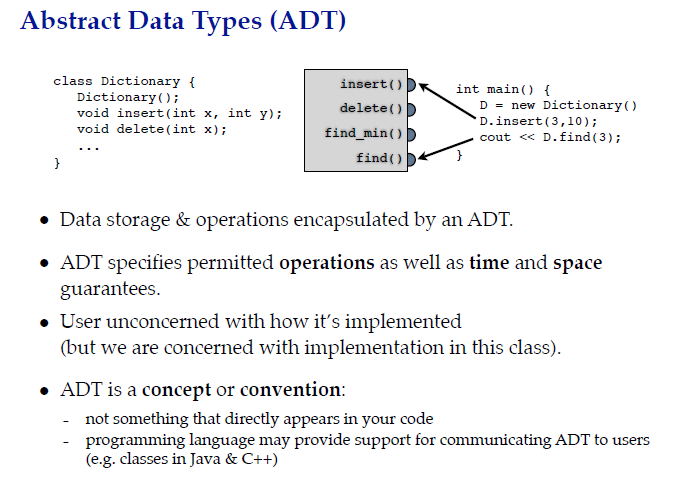 Abstract Data Types (ADT)
class Dictionary {
Dictionary();
void insert(int x, int y);
void delete(int x);
...
}
insert()
delete()
find_min()
find()
int main() {
D = new Dictionary()
D.insert(3,10);
cout << D.find(3);
}
• Data storage & operations encapsulated by an ADT.
• ADT specifies permitted operations as well as time and space
guarantees.
• User unconcerned with how it's implemented
(but we are concerned with implementation in this class).
• ADT is a concept or convention:
- not something that directly appears in your code
- programming language may provide support for communicating ADT to users
(e.g. classes in Java & C++)